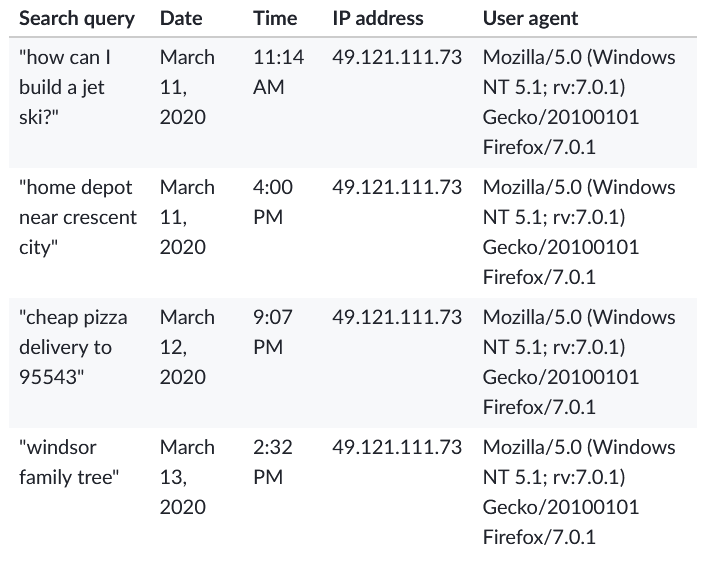 Search query Date Time IP address User agent
"how can I March 11:14 49.121.111.73 Mozilla/5.0 (Windows
build a jet 11, AM NT 5.1; rv:7.0.1)
ski?" 2020 Gecko/20100101
Firefox/7.0.1
"home depot March 4:00 49.121.111.73 Mozilla/5.0 (Windows
near crescent 11, PM NT 5.1; rv:7.0.1)
city" 2020 Gecko/20100101
Firefox/7.0.1
"cheap pizza March 9:07 49.121.111.73 Mozilla/5.0 (Windows
delivery to 12, PM NT 5.1; rv:7.0.1)
95543" 2020 Gecko/20100101
Firefox/7.0.1
"windsor March 2:32 49.121.111.73 Mozilla/5.0 (Windows
family tree" 13, PM NT 5.1; rv:7.0.1)
2020 Gecko/20100101
Firefox/7.0.1